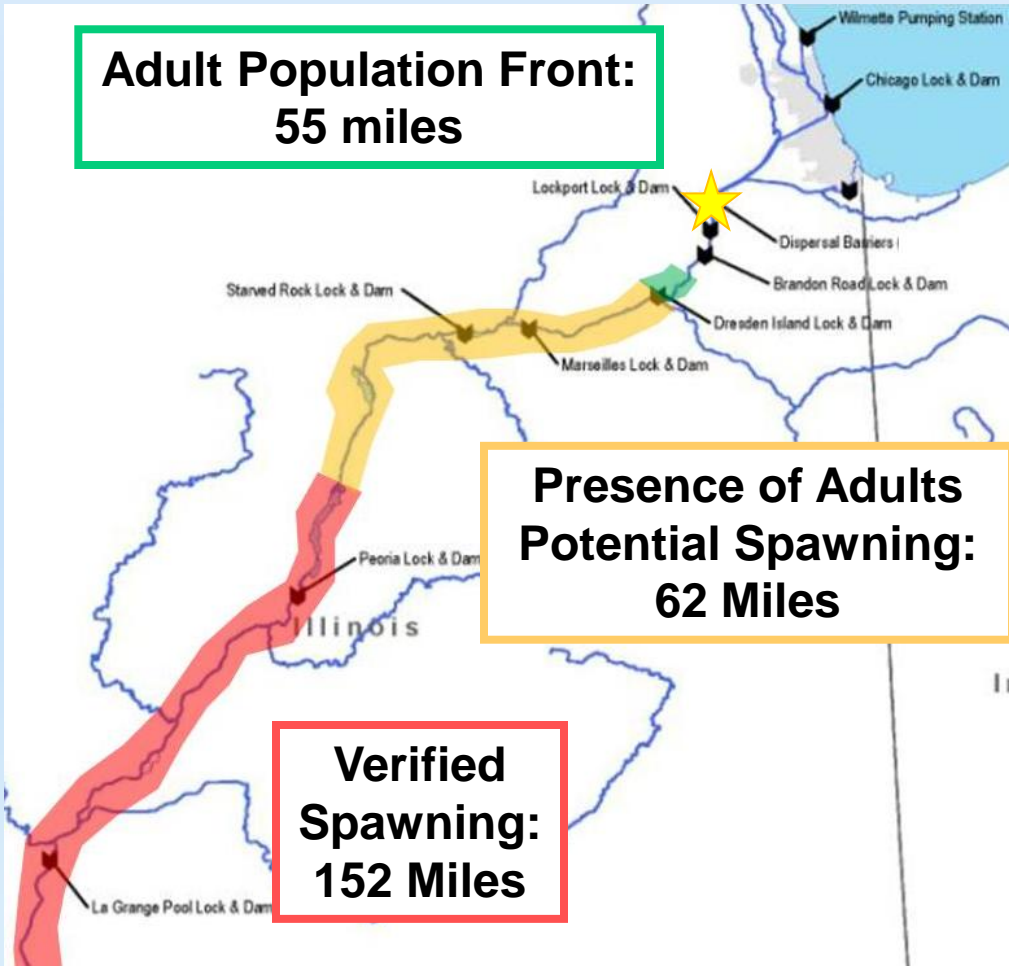 Wilmette Pumping Station
Adult Population Front:
55 miles
Chicago Lock & Dam
Lockport Lock & Dam
Dispersal Barriers
Brandon Road Lock & Dam
Starved Rock Lock & Dam
Dresden Island Lock & Dam
Marseilles Lock & Dam
Presence of Adults
Potential Spawning:
62 Miles
Peoria Lock & Dam
Illinois
Verified
Spawning:
152 Miles
La Grange Pool Lock & Dam